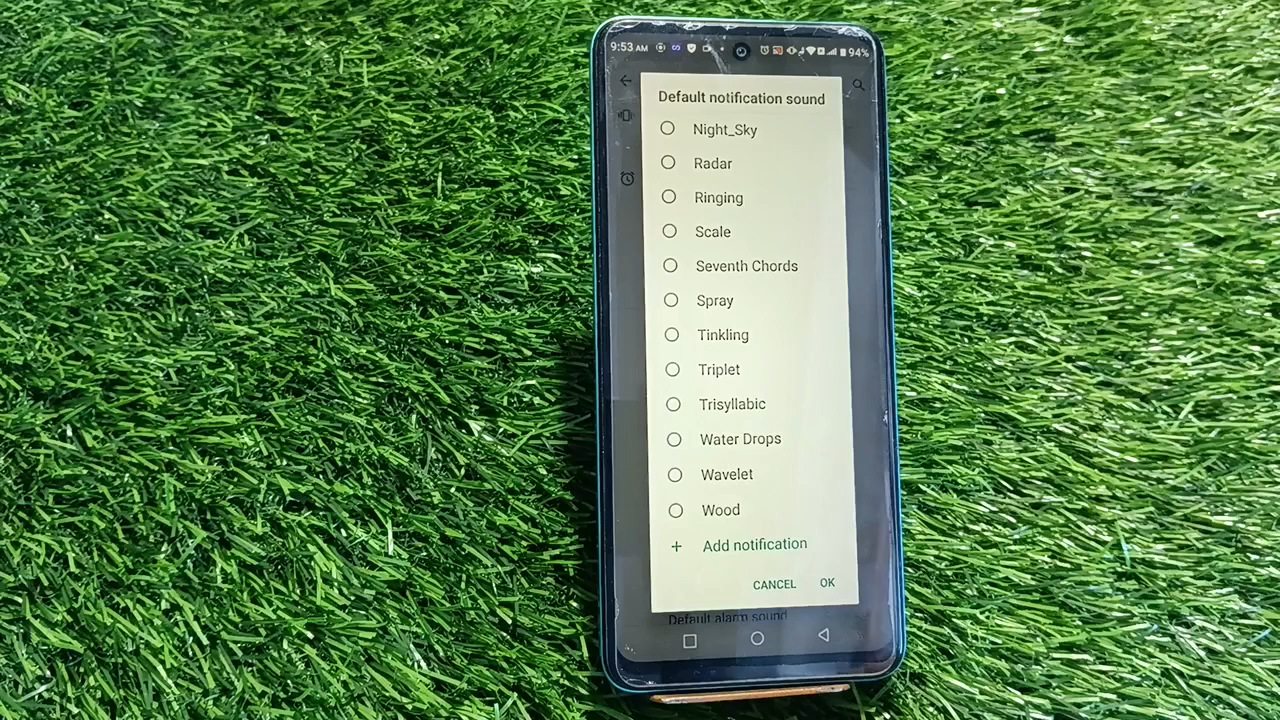 9:53 AM 94%
Default notification sound
Night_Sky
Radar
Ringing
Scale
Seventh Chords
Spray
Tinkling
Triplet
Trisyllabic
Water Drops
Wavelet
Wood
+ Add notification
CANCEL OK
Default alarm sound